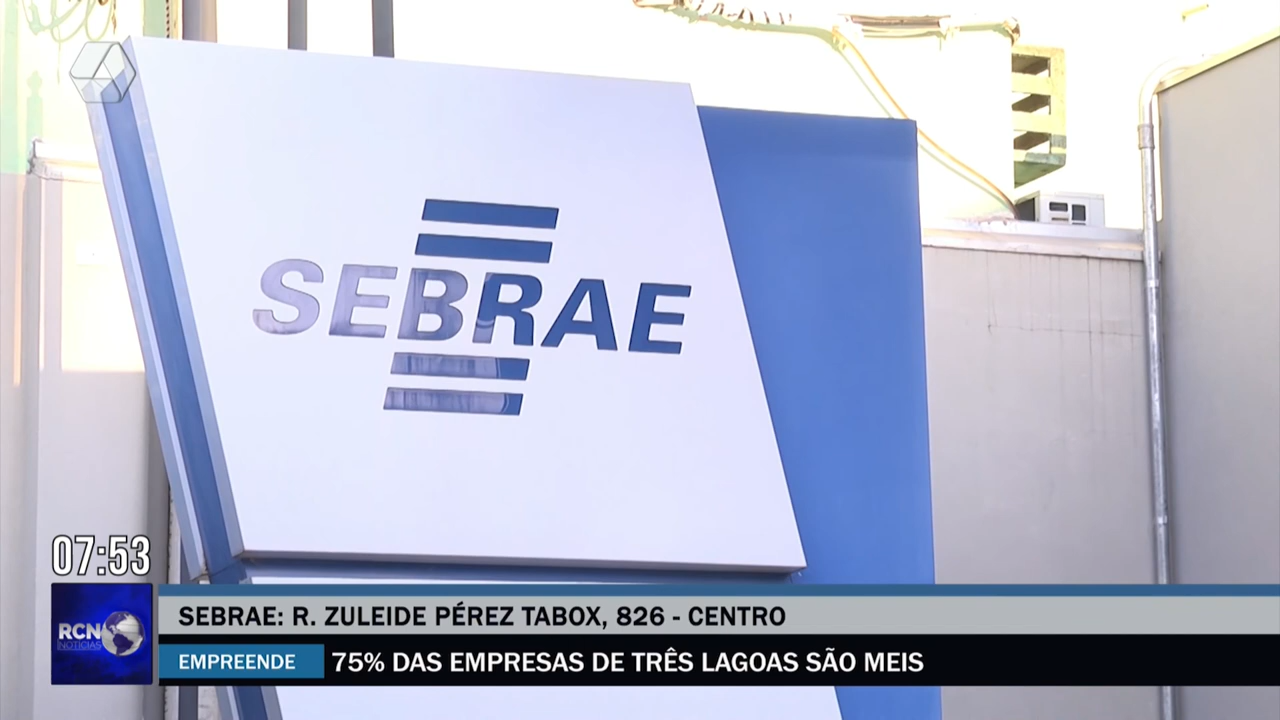 SEBRAE
07:53
RCN
NOTÍCIAS
SEBRAE: R. ZULEIDE PÉREZ TABOX, 826 - CENTRO
EMPREENDE
75% DAS EMPRESAS DE TRÊS LAGOAS SÃO MEIS